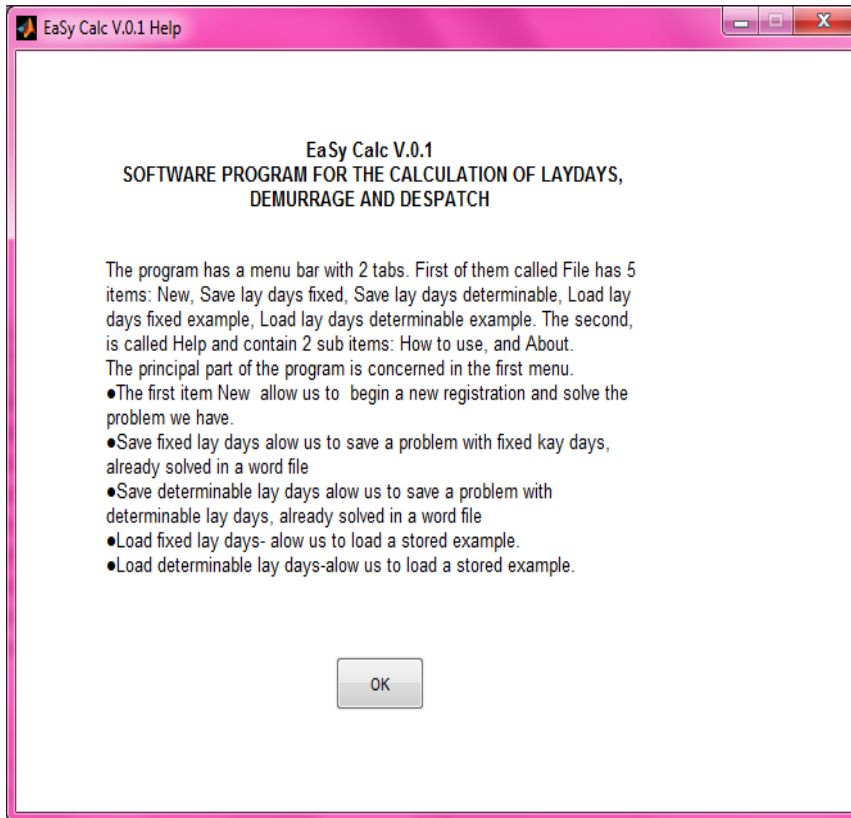 EaSy Calc V.0.1 Help
EaSy Calc V.0.1
SOFTWARE PROGRAM FOR THE CALCULATION OF LAYDAYS,
DEMURRAGE AND DESPATCH
The program has a menu bar with 2 tabs. First of them called File has 5
items: New, Save lay days fixed, Save lay days determinable, Load lay
days fixed example, Load lay days determinable example. The second,
is called Help and contain 2 sub items: How to use, and About.
The principal part of the program is concerned in the first menu.
●The first item New  allow us to  begin a new registration and solve the
problem we have.
●Save fixed lay days alow us to save a problem with fixed kay days,
already solved in a word file
●Save determinable lay days alow us to save a problem with
determinable lay days, already solved in a word file
●Load fixed lay days- alow us to load a stored example.
●Load determinable lay days-alow us to load a stored example.
OK